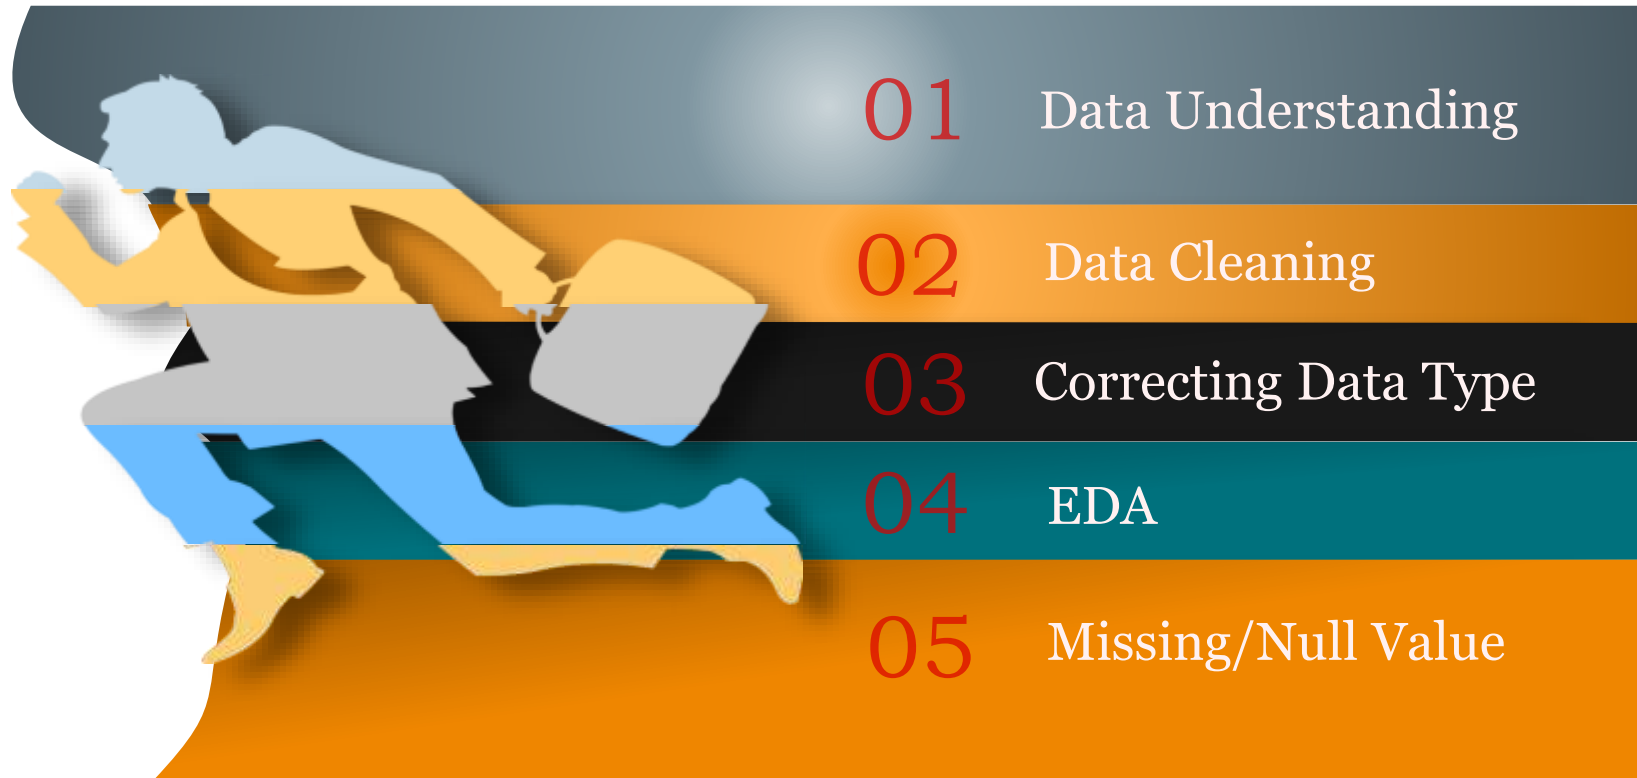 01 Data Understanding
02 Data Cleaning
03 Correcting Data Type
04 EDA
05 Missing/Null Value